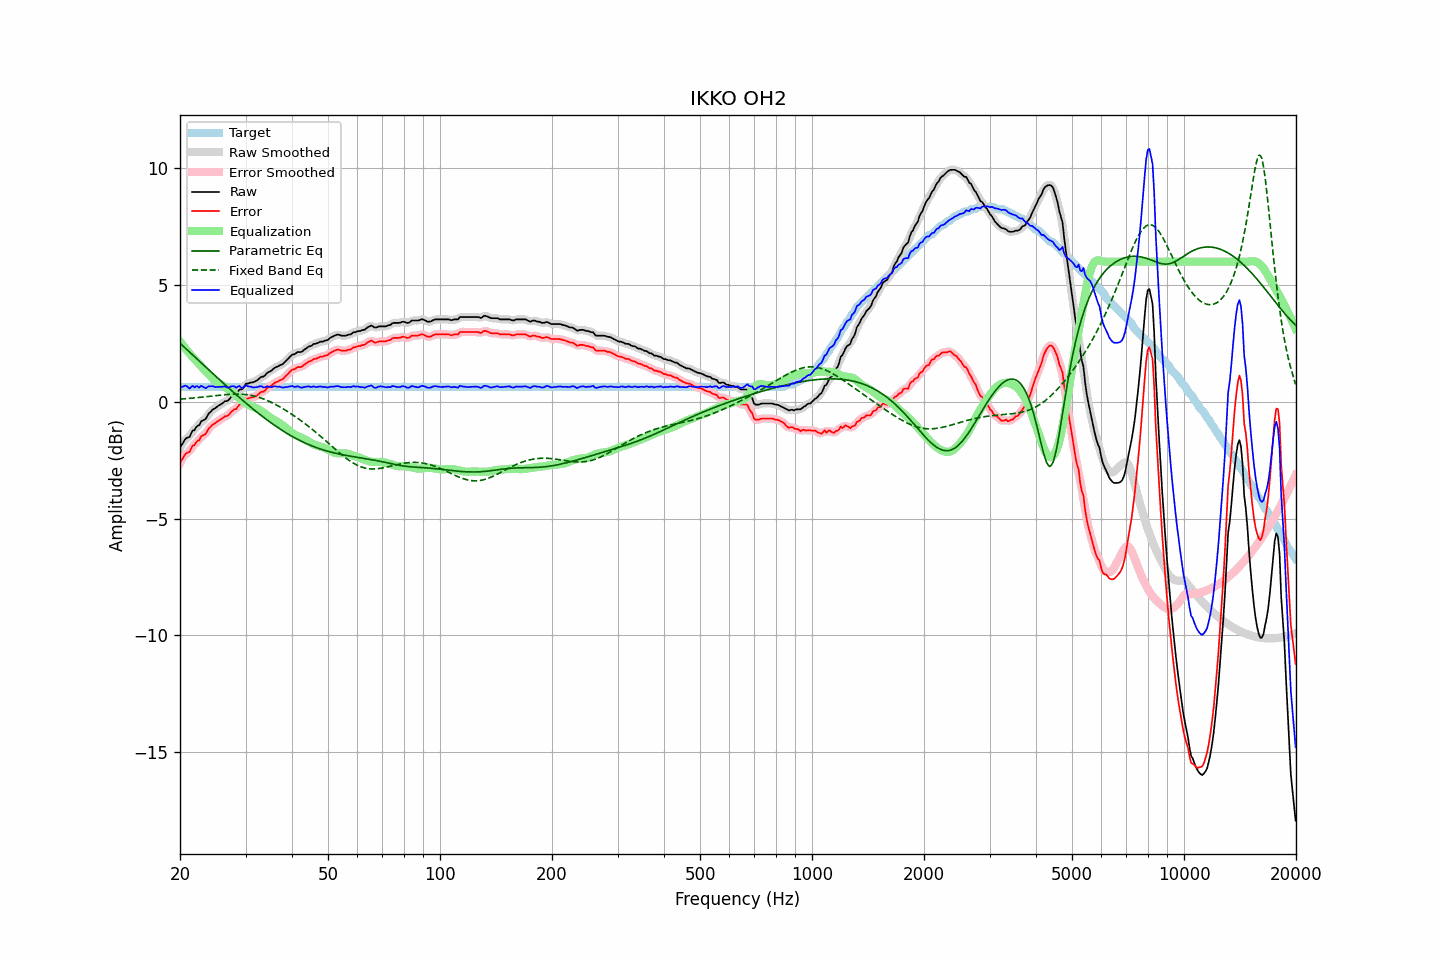 IKKO OH2
Target
Raw Smoothed
Error Smoothed
Raw
Error
Equalization
Parametric Eq
Fixed Band Eq
Equalized
10
5
0
−5
−10
−15
Amplitude (dBr)
20
50
100
200
500
1000
2000
5000
10000
20000
Frequency (Hz)